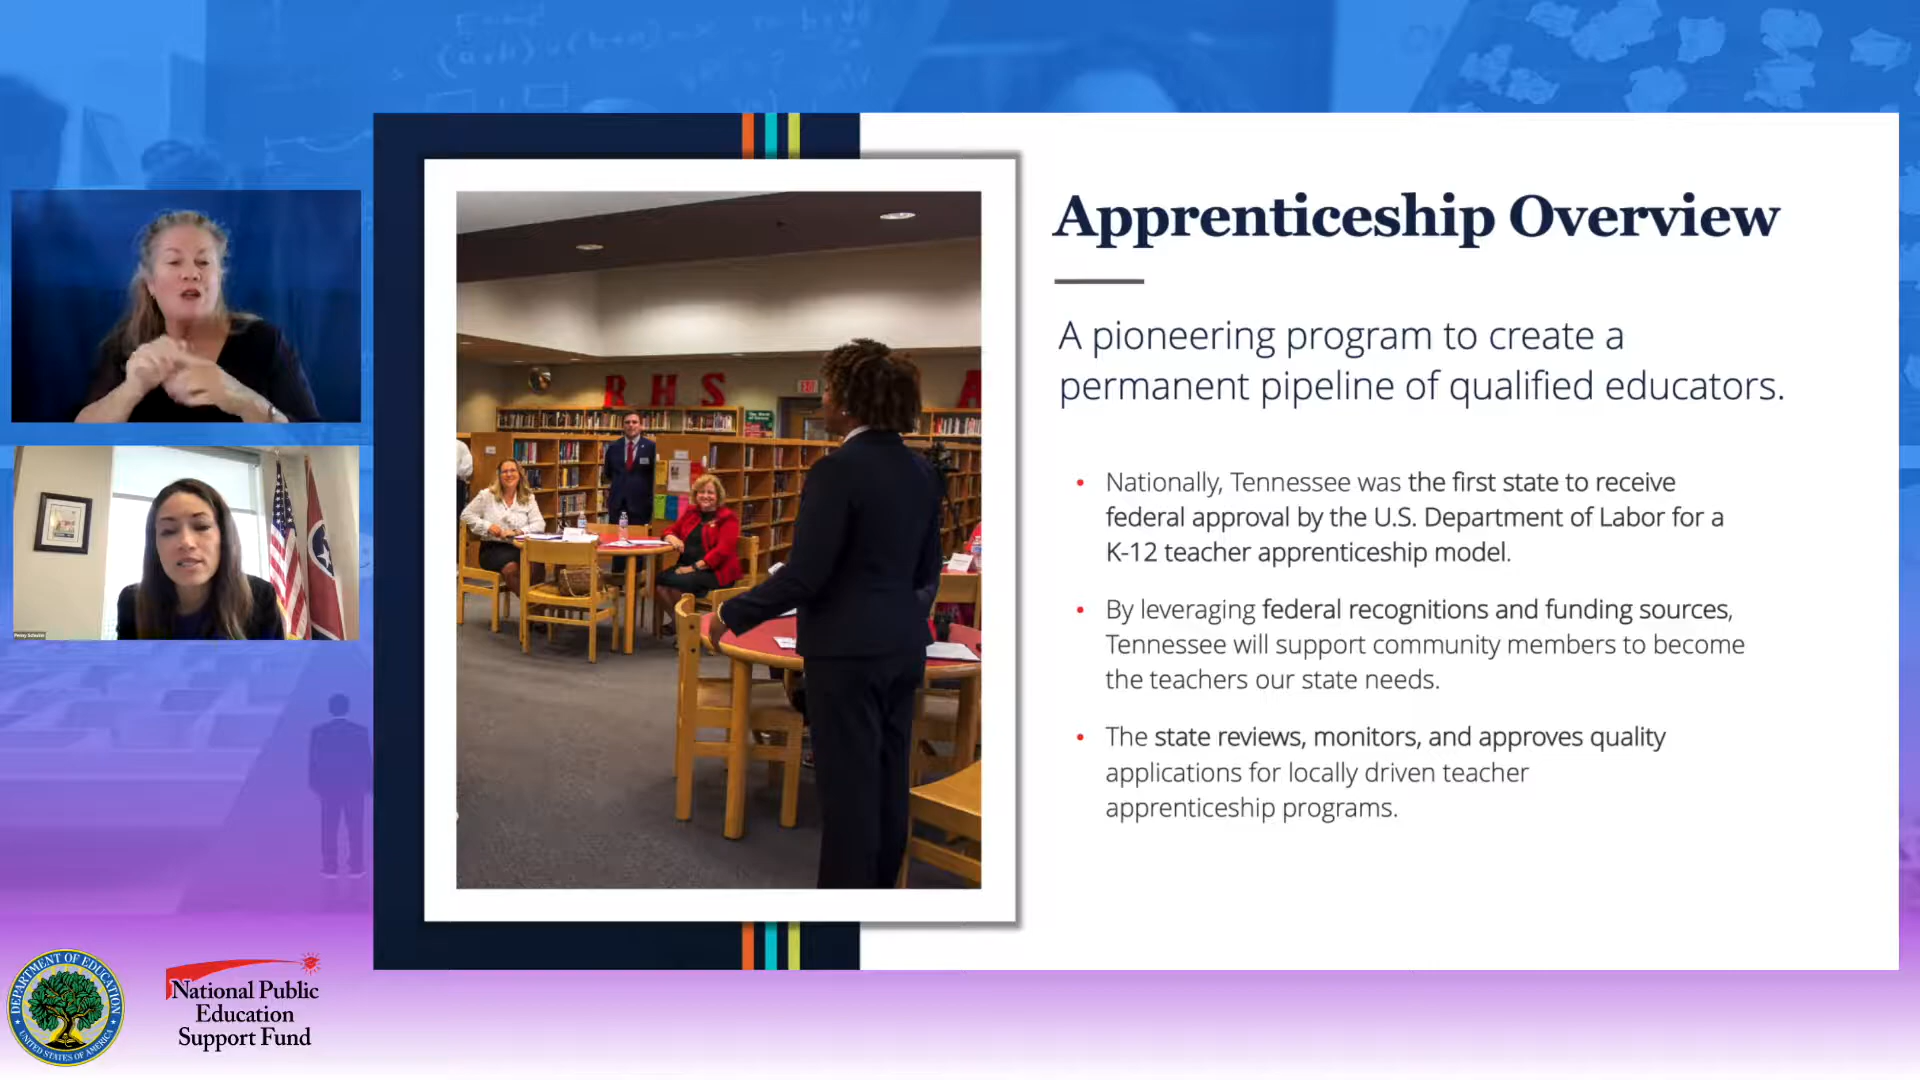 Apprenticeship Overview
A pioneering program to create a
permanent pipeline of qualified educators.
• Nationally, Tennessee was the first state to receive
federal approval by the U.S. Department of Labor for a
K-12 teacher apprenticeship model.
• By leveraging federal recognitions and funding sources,
Tennessee will support community members to become
the teachers our state needs.
• The state reviews, monitors, and approves quality
applications for locally driven teacher
apprenticeship programs.
BHS
A
DEPARTMENT OF EDUCATION
UNITED STATES OF AMERICA
National Public
Education
Support Fund